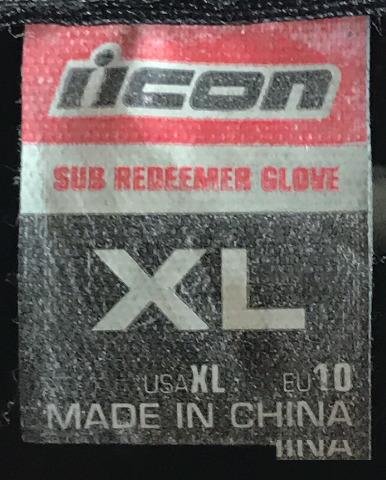 icon
SUB REDEEMER GLOVE
XL
USA XL EU 10
MADE IN CHINA